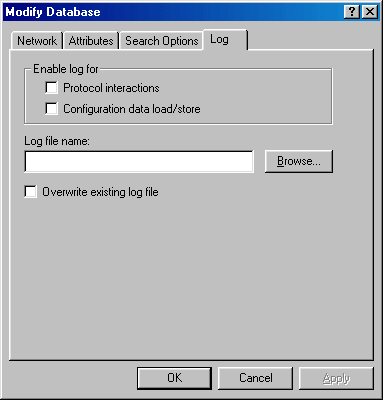 Modify Database
Network Attributes Search Options Log
Enable log for
Protocol interactions
Configuration data load/store
Log file name:
Browse...
Overwrite existing log file
OK Cancel Apply